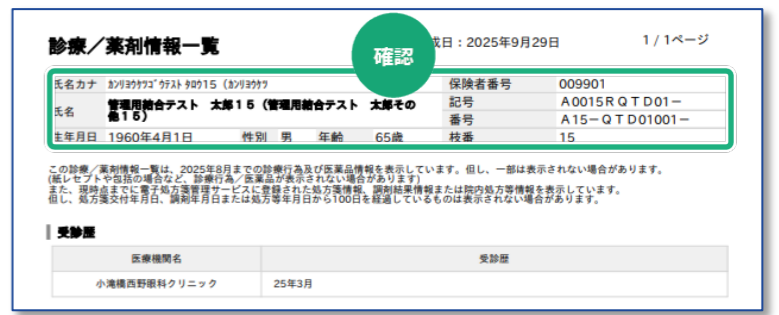 診療／薬剤情報一覧
確認
成日：2025年9月29日
1 / 1ページ
氏名カナ ｶﾝﾘﾖｳｹﾂｺﾞｳﾃｽﾄ ﾀﾛｳ15 (ｶﾝﾘﾖｳｹﾂ
保険者番号 009901
氏名 管理用結合テスト 太郎１５（管理用結合テスト 太郎その他１５）
記号 Ａ0015ＲＱＴＤ01－
番号 Ａ15－ＱＴＤ01001－
生年月日 1960年4月1日 性別 男 年齢 65歳 枝番 15
この診療／薬剤情報一覧は、2025年8月までの診療行為及び医薬品情報を表示しています。但し、一部は表示されない場合があります。
(紙レセプトや包括の場合など、診療行為／医薬品が表示されない場合があります)
また、現時点までに電子処方箋管理サービスに登録された処方箋情報、調剤結果情報または院内処方等情報を表示しています。
但し、処方箋交付年月日、調剤年月日または処方等年月日から100日を経過しているものは表示されない場合があります。
受診歴
医療機関名 受診歴
小滝橋西野眼科クリニック 25年3月